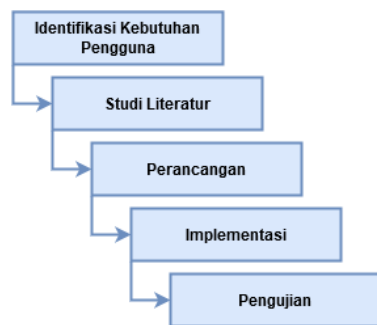 Identifikasi Kebutuhan
Pengguna
Studi Literatur
Perancangan
Implementasi
Pengujian